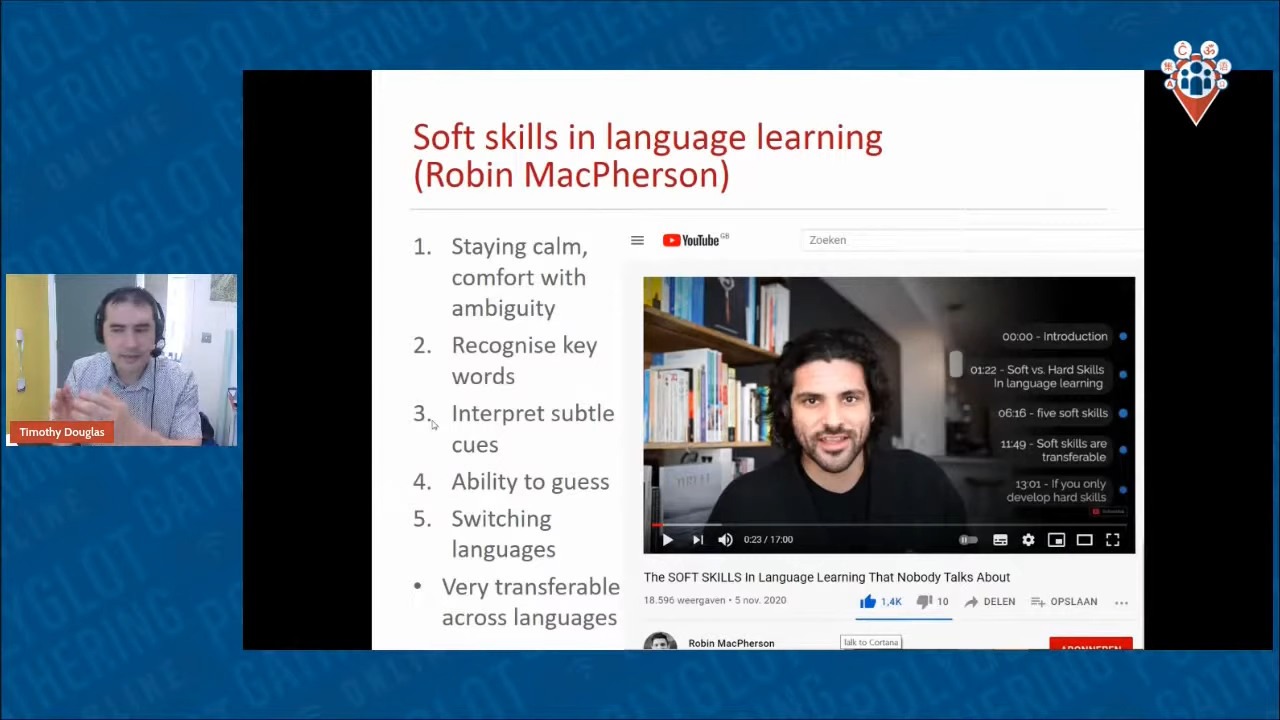 Soft skills in language learning
(Robin MacPherson)
1. Staying calm,
comfort with
ambiguity
2. Recognise key
words
3. Interpret subtle
cues
4. Ability to guess
5. Switching
languages
• Very transferable
across languages
YouTube GB
Zoeken
00:00 - Introduction
01:22 - Soft vs. Hard Skills
In language learning
06:16 - five soft skills
11:49 - Soft skills are
transferable
13:01 - If you only
develop hard skills
0:23 / 17:00
The SOFT SKILLS In Language Learning That Nobody Talks About
18.596 weergaven • 5 nov. 2020
1,4K
10
DELEN
OPSLAAN
Robin MacPherson
Talk to Cortana
ABONNEREN
Timothy Douglas
POLYGLOT
GATHERING
ONLINE